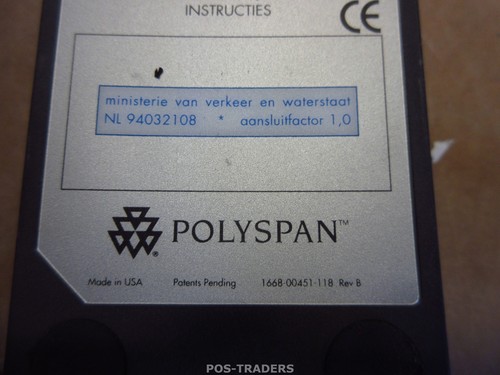 INSTRUCTIES
CE
ministerie van verkeer en waterstaat
NL 94032108 * aansluitfactor 1,0
® POLYSPAN™
Made in USA Patents Pending 1668-00451-118 Rev B
POS-TRADERS